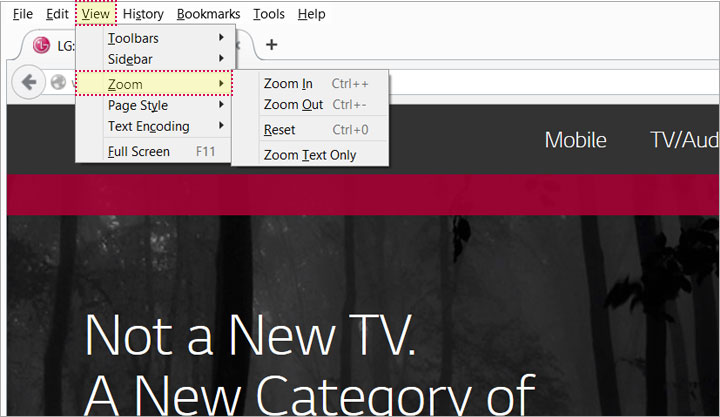 File Edit View History Bookmarks Tools Help
LG:
Toolbars
Sidebar
Zoom
Page Style
Text Encoding
Full Screen F11
Zoom In Ctrl++
Zoom Out Ctrl+-
Reset Ctrl+0
Zoom Text Only
Mobile TV/Aud
Not a New TV.
A New Category of